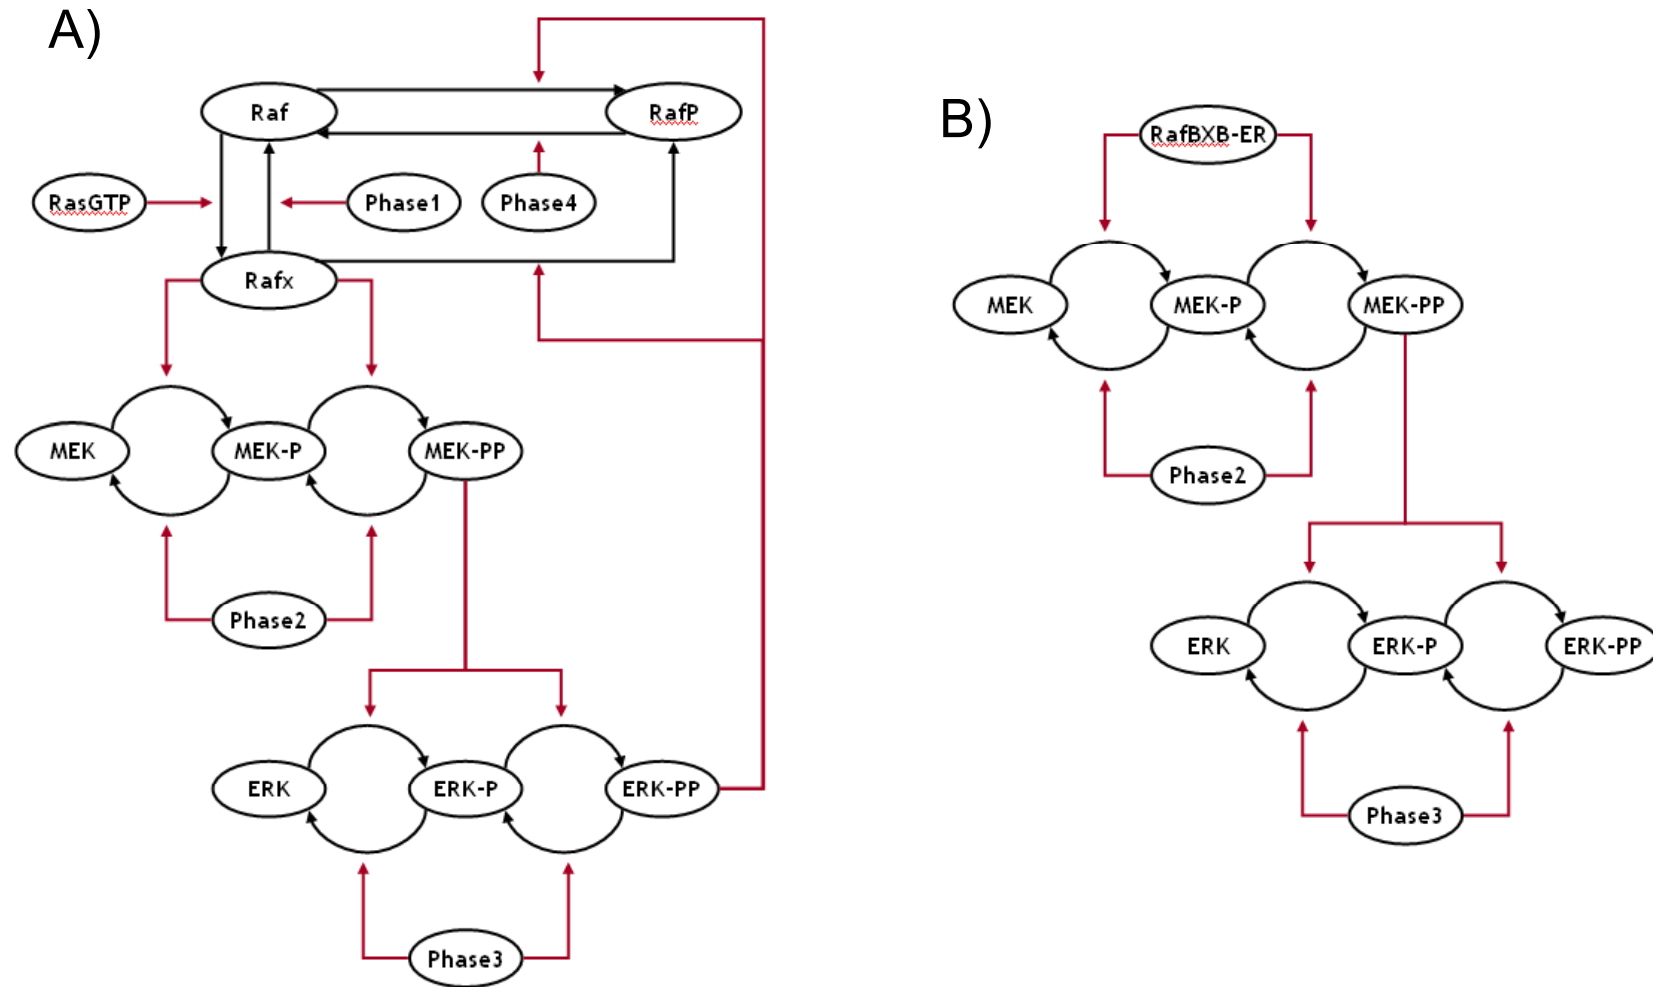 A)
Raf
RafP
RasGTP
Phase1
Phase4
Rafx
MEK
MEK-P
MEK-PP
Phase2
ERK
ERK-P
ERK-PP
Phase3
B)
RafBXB-ER
MEK
MEK-P
MEK-PP
Phase2
ERK
ERK-P
ERK-PP
Phase3